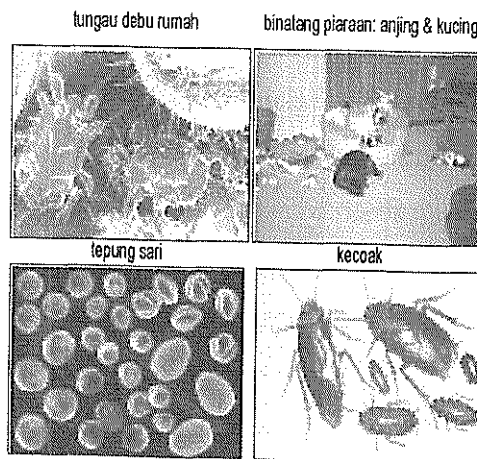 tungau debu rumah
binatang piaraan: anjing & kucing
tepung sari
kecoak